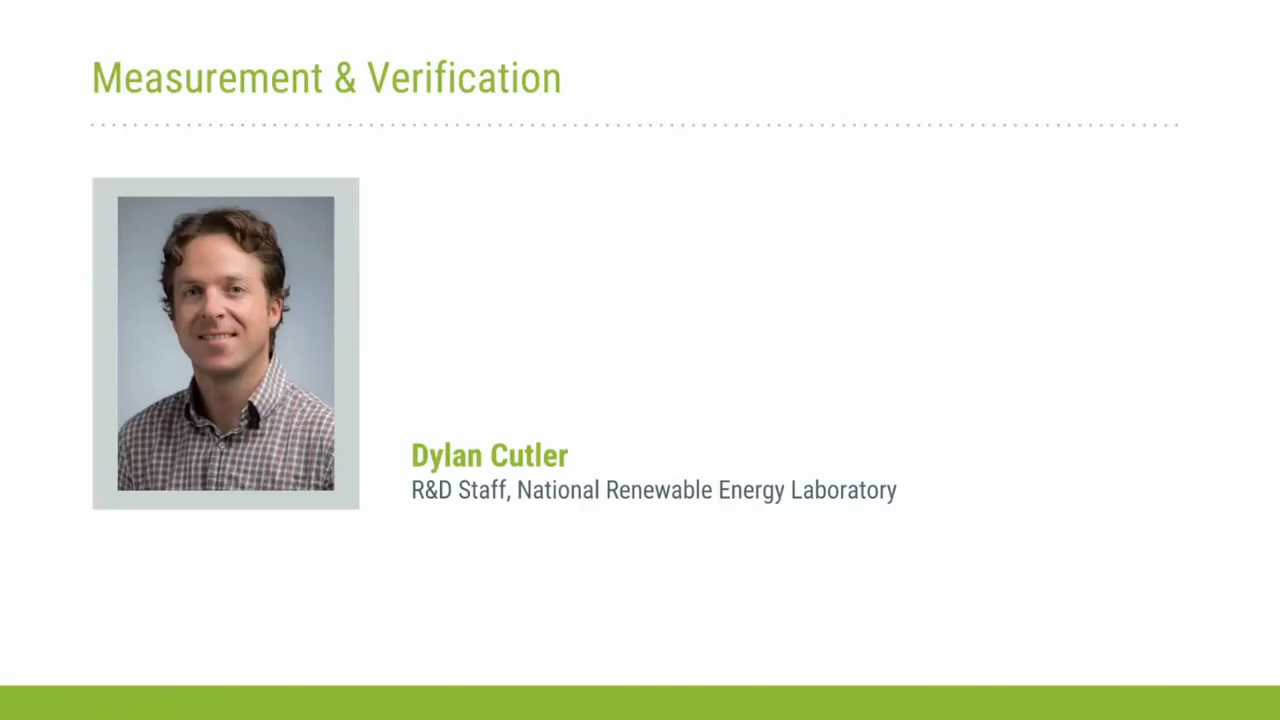 Measurement & Verification
Dylan Cutler
R&D Staff, National Renewable Energy Laboratory